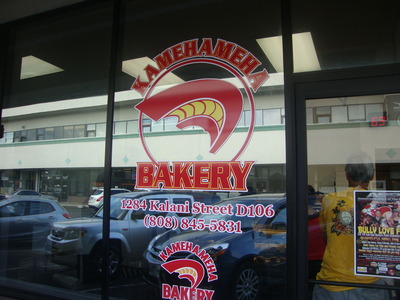 KAMEHAMEHA
BAKERY
1284 Kalani Street D106
(808) 845-5831
KAMEHAMEHA
BAKERY
BULLY LOVE